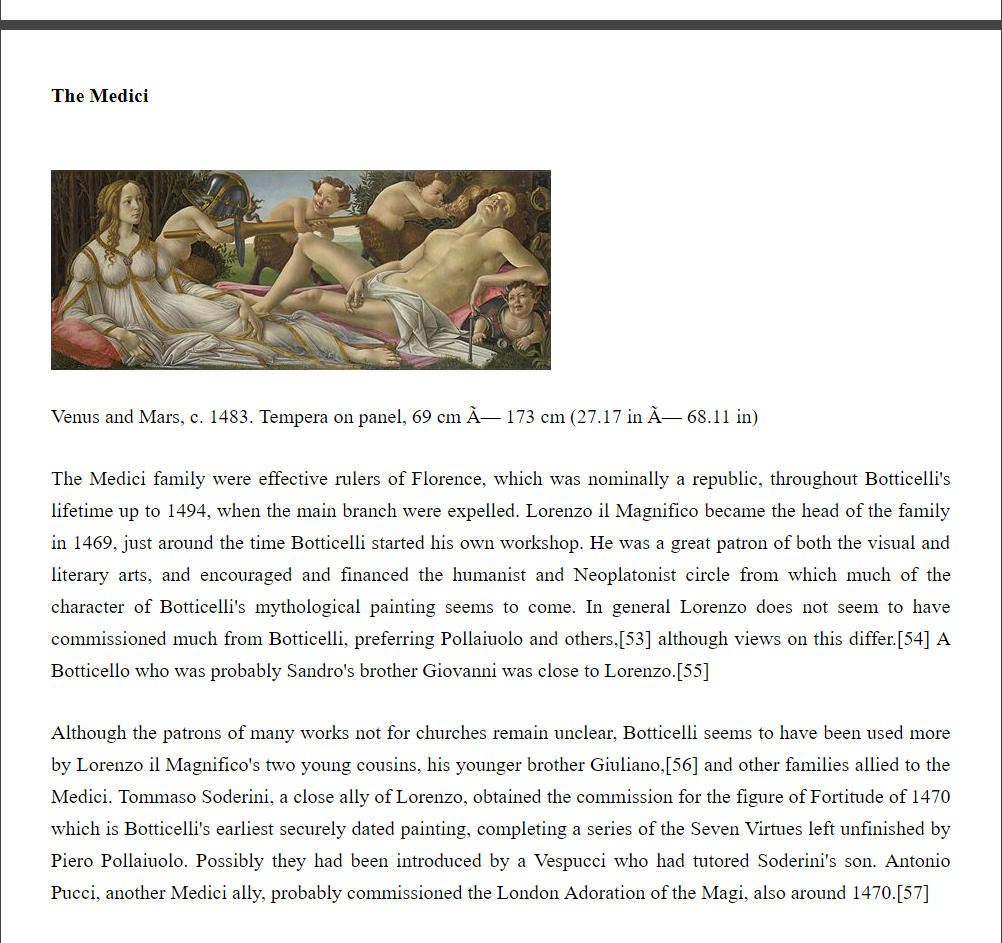 The Medici
Venus and Mars, c. 1483. Tempera on panel, 69 cm Ã— 173 cm (27.17 in Ã— 68.11 in)
The Medici family were effective rulers of Florence, which was nominally a republic, throughout Botticelli's
lifetime up to 1494, when the main branch were expelled. Lorenzo il Magnifico became the head of the family
in 1469, just around the time Botticelli started his own workshop. He was a great patron of both the visual and
literary arts, and encouraged and financed the humanist and Neoplatonist circle from which much of the
character of Botticelli's mythological painting seems to come. In general Lorenzo does not seem to have
commissioned much from Botticelli, preferring Pollaiuolo and others,[53] although views on this differ.[54] A
Botticello who was probably Sandro's brother Giovanni was close to Lorenzo.[55]
Although the patrons of many works not for churches remain unclear, Botticelli seems to have been used more
by Lorenzo il Magnifico's two young cousins, his younger brother Giuliano,[56] and other families allied to the
Medici. Tommaso Soderini, a close ally of Lorenzo, obtained the commission for the figure of Fortitude of 1470
which is Botticelli's earliest securely dated painting, completing a series of the Seven Virtues left unfinished by
Piero Pollaiuolo. Possibly they had been introduced by a Vespucci who had tutored Soderini's son. Antonio
Pucci, another Medici ally, probably commissioned the London Adoration of the Magi, also around 1470.[57]